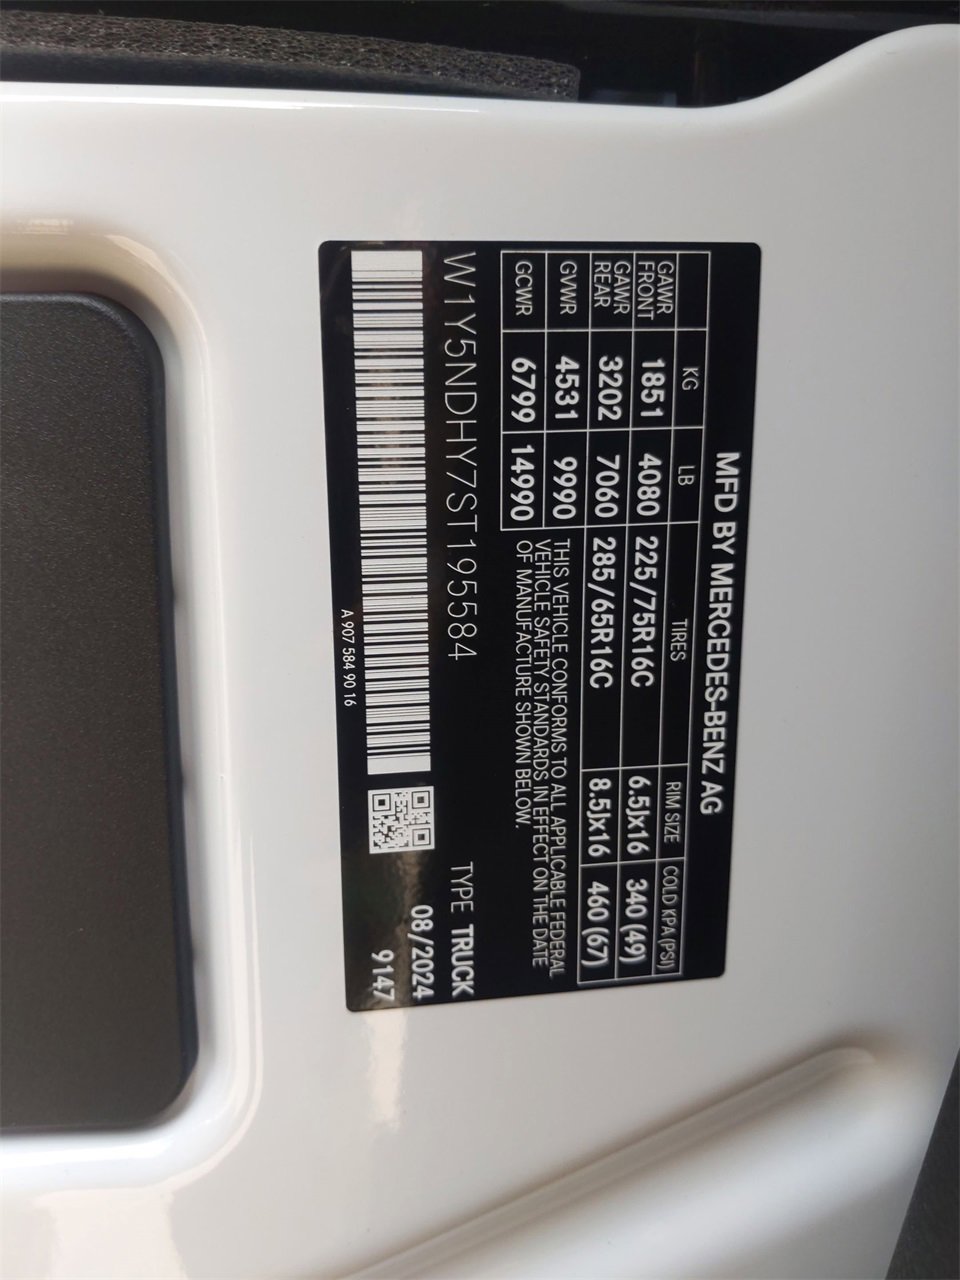 MFD BY MERCEDES-BENZ AG
KG LB TIRES RIM SIZE COLD KPA (PSI)
GAWR FRONT 1851 4080 225/75R16C 6.5Jx16 340 (49)
GAWR REAR 3202 7060 285/65R16C 8.5Jx16 460 (67)
GVWR 4531 9990
GCWR 6799 14990
THIS VEHICLE CONFORMS TO ALL APPLICABLE FEDERAL
VEHICLE SAFETY STANDARDS IN EFFECT ON THE DATE
OF MANUFACTURE SHOWN BELOW.
W1Y5NDHY7ST195584
TYPE TRUCK
08/2024
9147
A 907 584 90 16